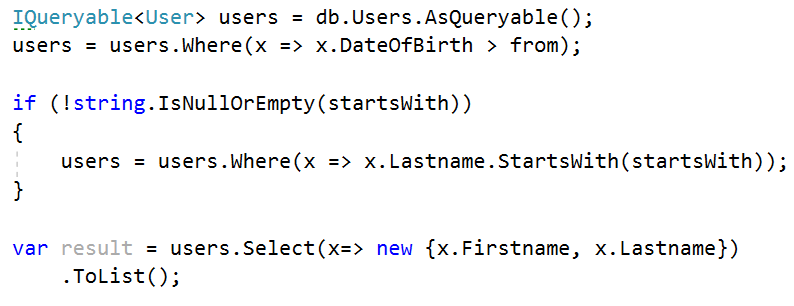 IQueryable<User> users = db.Users.AsQueryable();
users = users.Where(x => x.DateOfBirth > from);

if (!string.IsNullOrEmpty(startsWith))
{
    users = users.Where(x => x.Lastname.StartsWith(startsWith));
}

var result = users.Select(x=> new {x.Firstname, x.Lastname})
    .ToList();